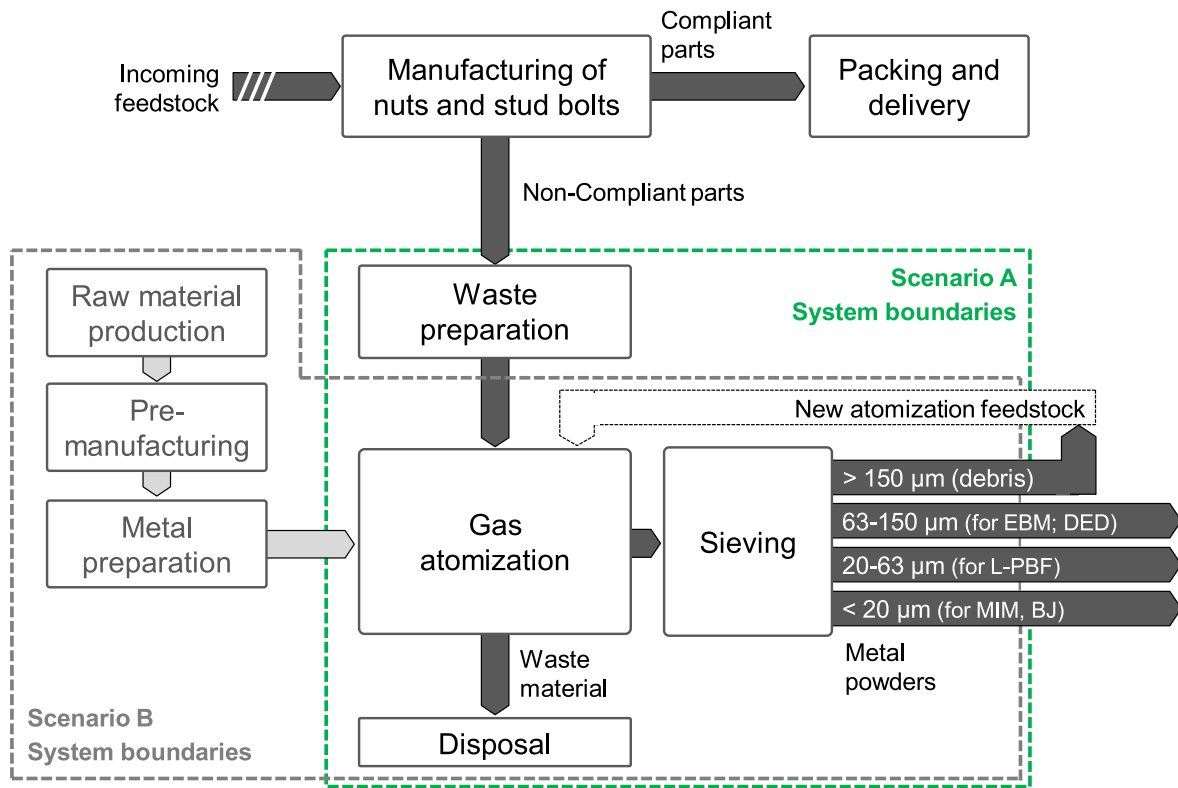 Compliant
parts
Incoming
feedstock
Manufacturing of
nuts and stud bolts
Packing and
delivery
Non-Compliant parts
Scenario A
System boundaries
Raw material
production
Waste
preparation
Pre-
manufacturing
New atomization feedstock
Metal
preparation
Gas
atomization
Sieving
> 150 µm (debris)
63-150 µm (for EBM; DED)
20-63 µm (for L-PBF)
< 20 µm (for MIM, BJ)
Metal
powders
Waste
material
Disposal
Scenario B
System boundaries